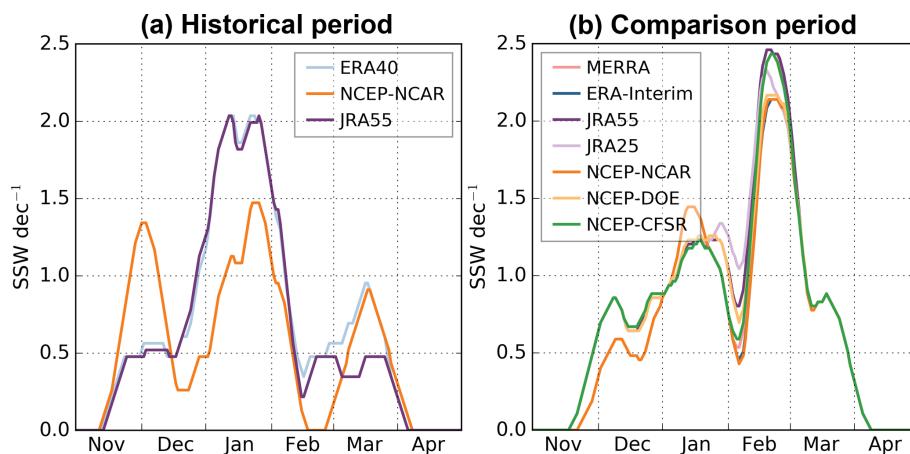 (a) Historical period
SSW dec⁻¹
2.5
2.0
1.5
1.0
0.5
0.0
ERA40
NCEP-NCAR
JRA55
Nov Dec Jan Feb Mar Apr
(b) Comparison period
SSW dec⁻¹
2.5
2.0
1.5
1.0
0.5
0.0
MERRA
ERA-Interim
JRA55
JRA25
NCEP-NCAR
NCEP-DOE
NCEP-CFSR
Nov Dec Jan Feb Mar Apr